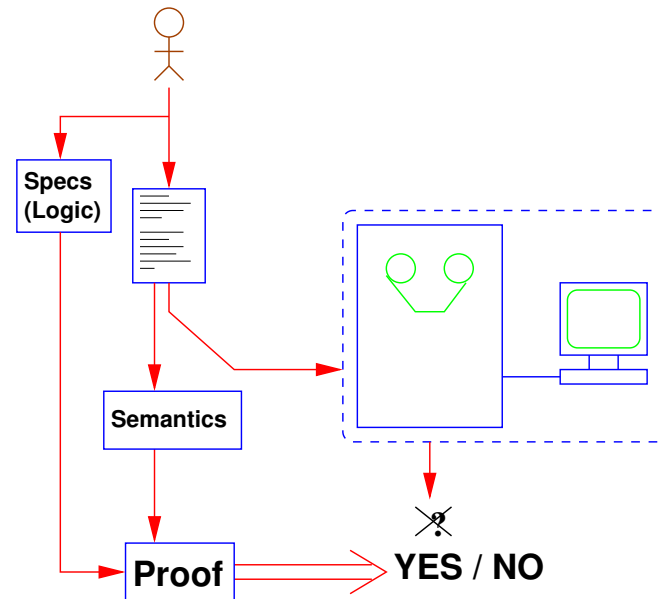 Specs
(Logic)
Semantics
?
Proof
YES / NO